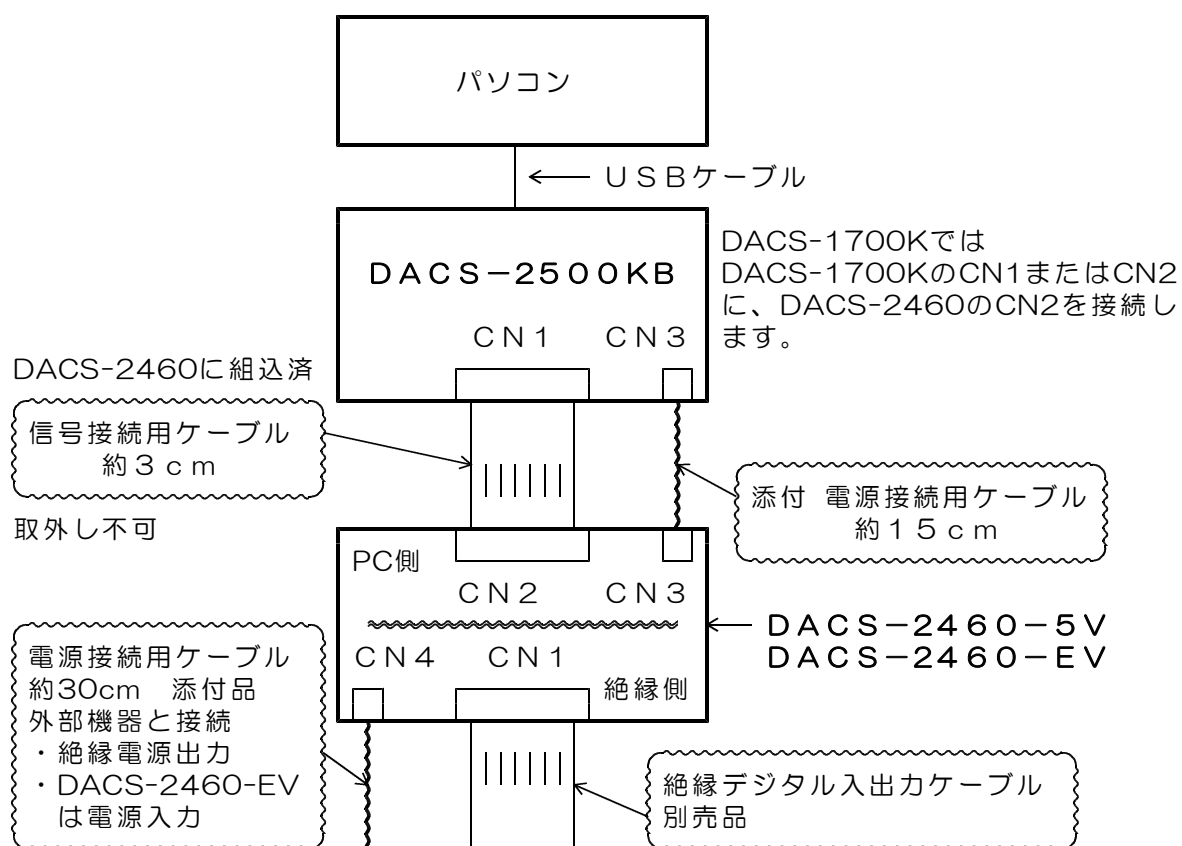 パソコン
USBケーブル
DACS-2500KB
CN1 CN3
DACS-1700Kでは
DACS-1700KのCN1またはCN2
に、DACS-2460のCN2を接続し
ます。
DACS-2460に組込済
信号接続用ケーブル
約3cm
取外し不可
添付 電源接続用ケーブル
約15cm
PC側
CN2 CN3
DACS-2460-5V
DACS-2460-EV
CN4 CN1
絶縁側
電源接続用ケーブル
約30cm 添付品
外部機器と接続
・絶縁電源出力
・DACS-2460-EV
は電源入力
絶縁デジタル入出力ケーブル
別売品